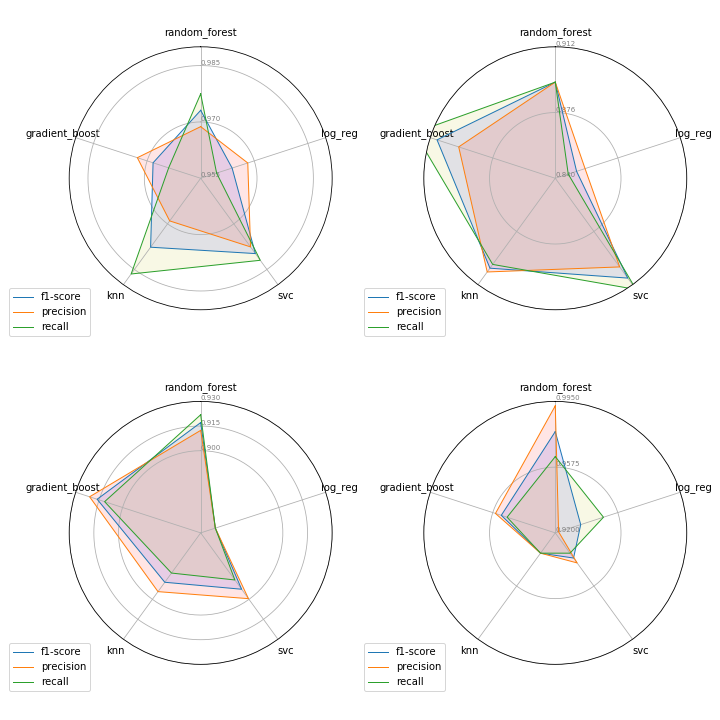 random_forest
0.985
0.970
0.955
gradient_boost
log_reg
knn
svc
f1-score
precision
recall
random_forest
0.912
0.876
0.840
gradient_boost
log_reg
knn
svc
f1-score
precision
recall
random_forest
0.930
0.915
0.900
gradient_boost
log_reg
knn
svc
f1-score
precision
recall
random_forest
0.9950
0.9575
0.9200
gradient_boost
log_reg
knn
svc
f1-score
precision
recall